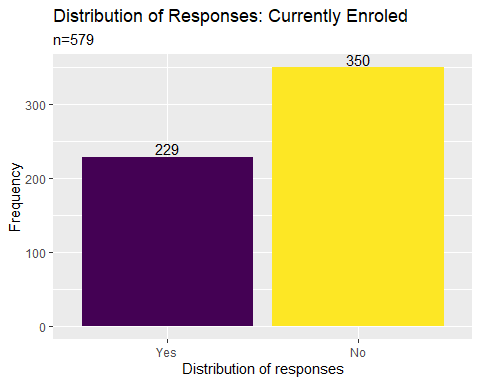 Distribution of Responses: Currently Enroled
n=579
350
229
300
200
100
0
Frequency
Yes
No
Distribution of responses